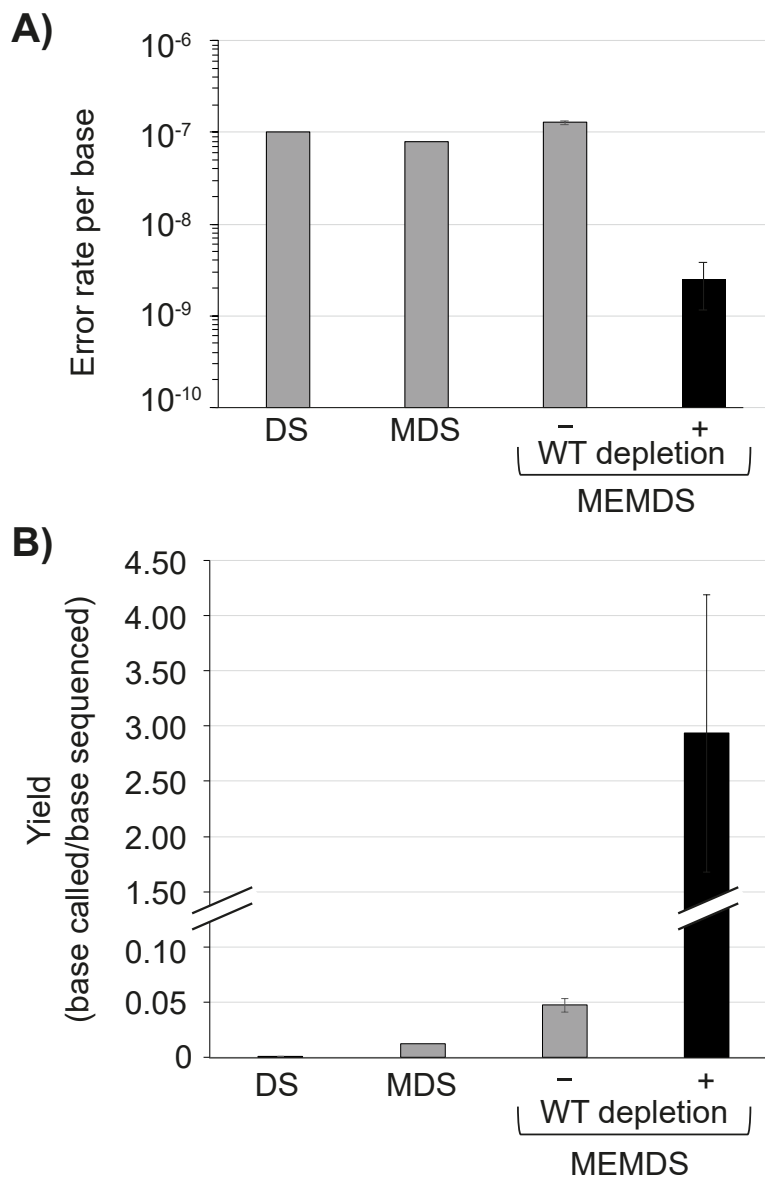 A)
Error rate per base
10-6
10-7
10-8
10-9
10-10
DS
MDS
–
+
WT depletion
MEMDS
B)
Yield
(base called/base sequenced)
4.50
4.00
3.50
3.00
2.50
2.00
1.50
0.10
0.05
0
DS
MDS
–
+
WT depletion
MEMDS